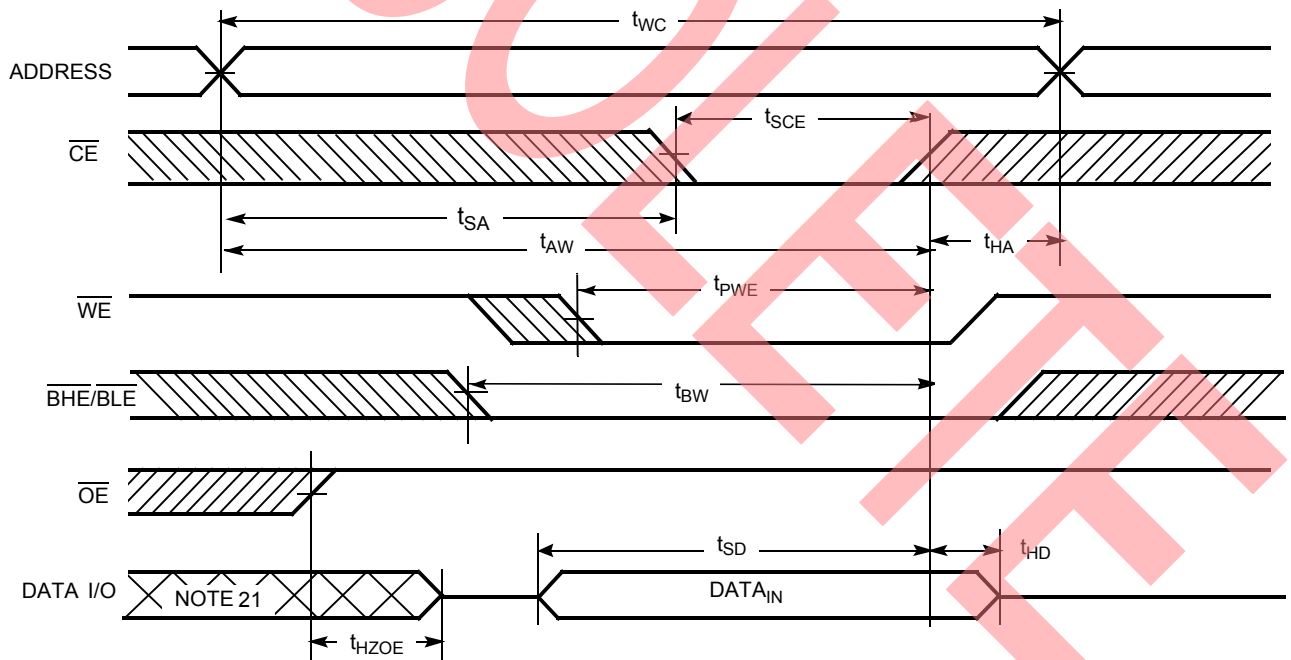 tWC
ADDRESS
tSCE
CE
tSA
tAW
tHA
tPWE
WE
tBW
BHE/BLE
OE
tSD
tHD
DATA I/O
NOTE 21
DATAIN
tHZOE
OLETE